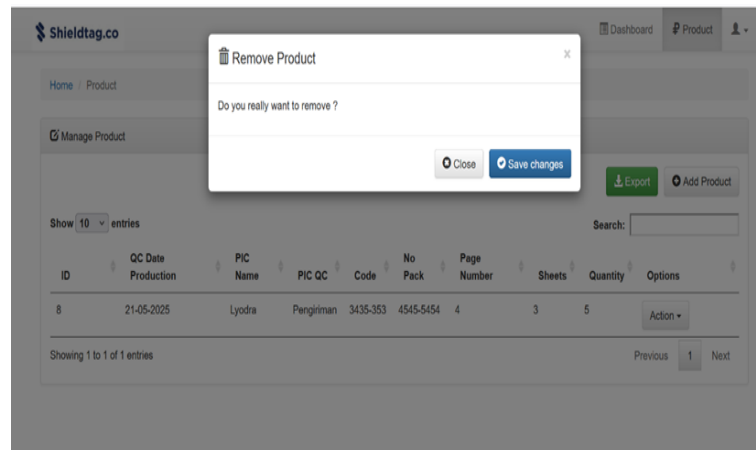 Shieldtag.co
Dashboard
Product
Remove Product
x
Home / Product
Do you really want to remove ?
Manage Product
Close
Save changes
Export
Add Product
Show 10 entries
Search:
ID
QC Date Production
PIC Name
PIC QC
Code
No Pack
Page Number
Sheets
Quantity
Options
8 21-05-2025 Lyodra Pengiriman 3435-353 4545-5454 4 3 5 Action
Showing 1 to 1 of 1 entries
Previous 1 Next